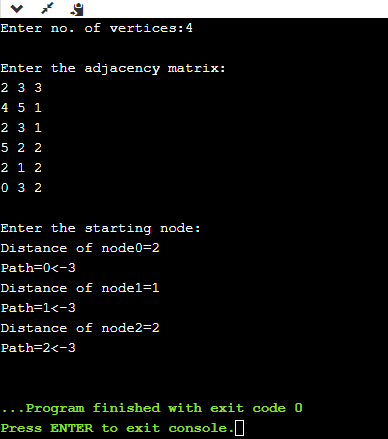 Enter no. of vertices:4
Enter the adjacency matrix:
2 3 3
4 5 1
2 3 1
5 2 2
2 1 2
0 3 2
Enter the starting node:
Distance of node0=2
Path=0<-3
Distance of node1=1
Path=1<-3
Distance of node2=2
Path=2<-3
...Program finished with exit code 0
Press ENTER to exit console.